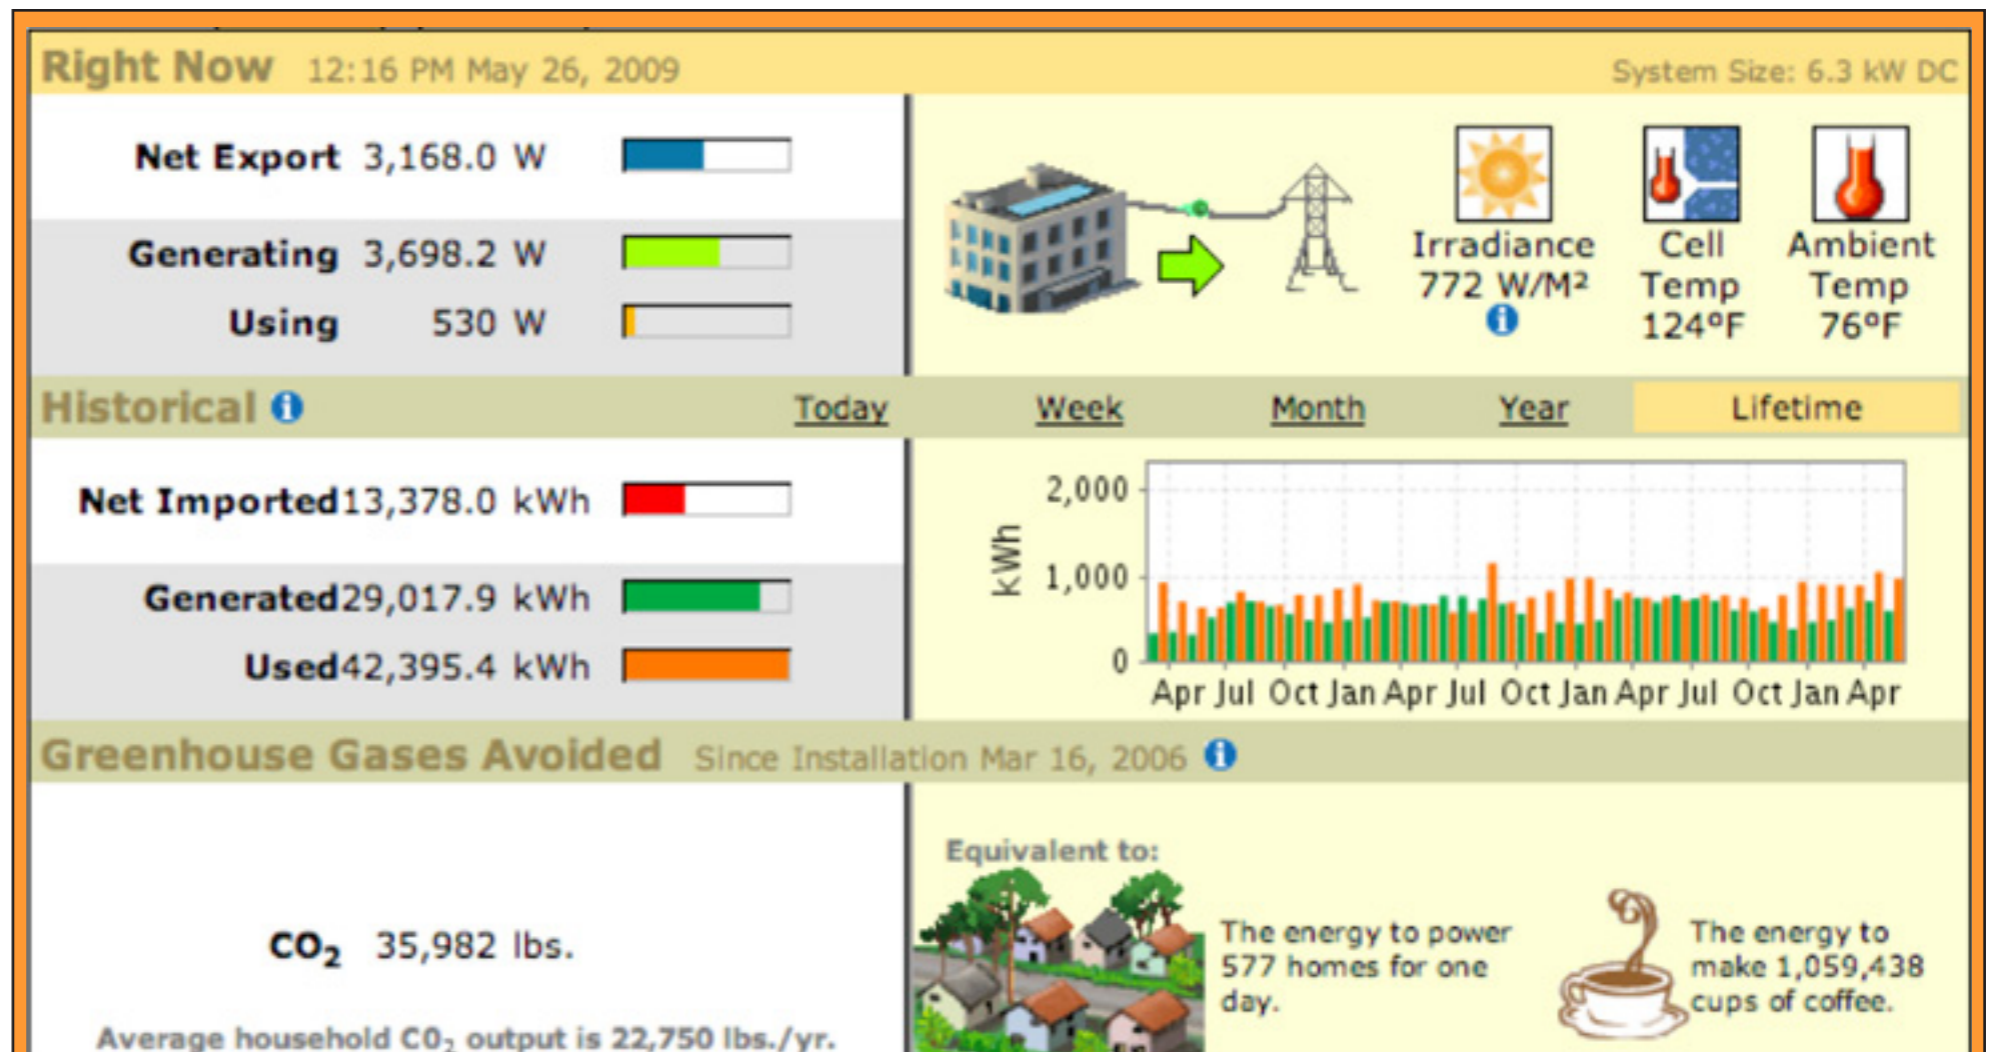 Right Now 12:16 PM May 26, 2009 System Size: 6.3 kW DC
Net Export 3,168.0 W
Generating 3,698.2 W
Using 530 W
Irradiance
772 W/M²
Cell
Temp
124ºF
Ambient
Temp
76ºF
Historical Today Week Month Year Lifetime
Net Imported 13,378.0 kWh
Generated 29,017.9 kWh
Used 42,395.4 kWh
kWh
2,000
1,000
0
Apr Jul Oct Jan Apr Jul Oct Jan Apr Jul Oct Jan Apr
Greenhouse Gases Avoided Since Installation Mar 16, 2006
CO₂ 35,982 lbs.
Average household CO₂ output is 22,750 lbs./yr.
Equivalent to:
The energy to power
577 homes for one
day.
The energy to
make 1,059,438
cups of coffee.